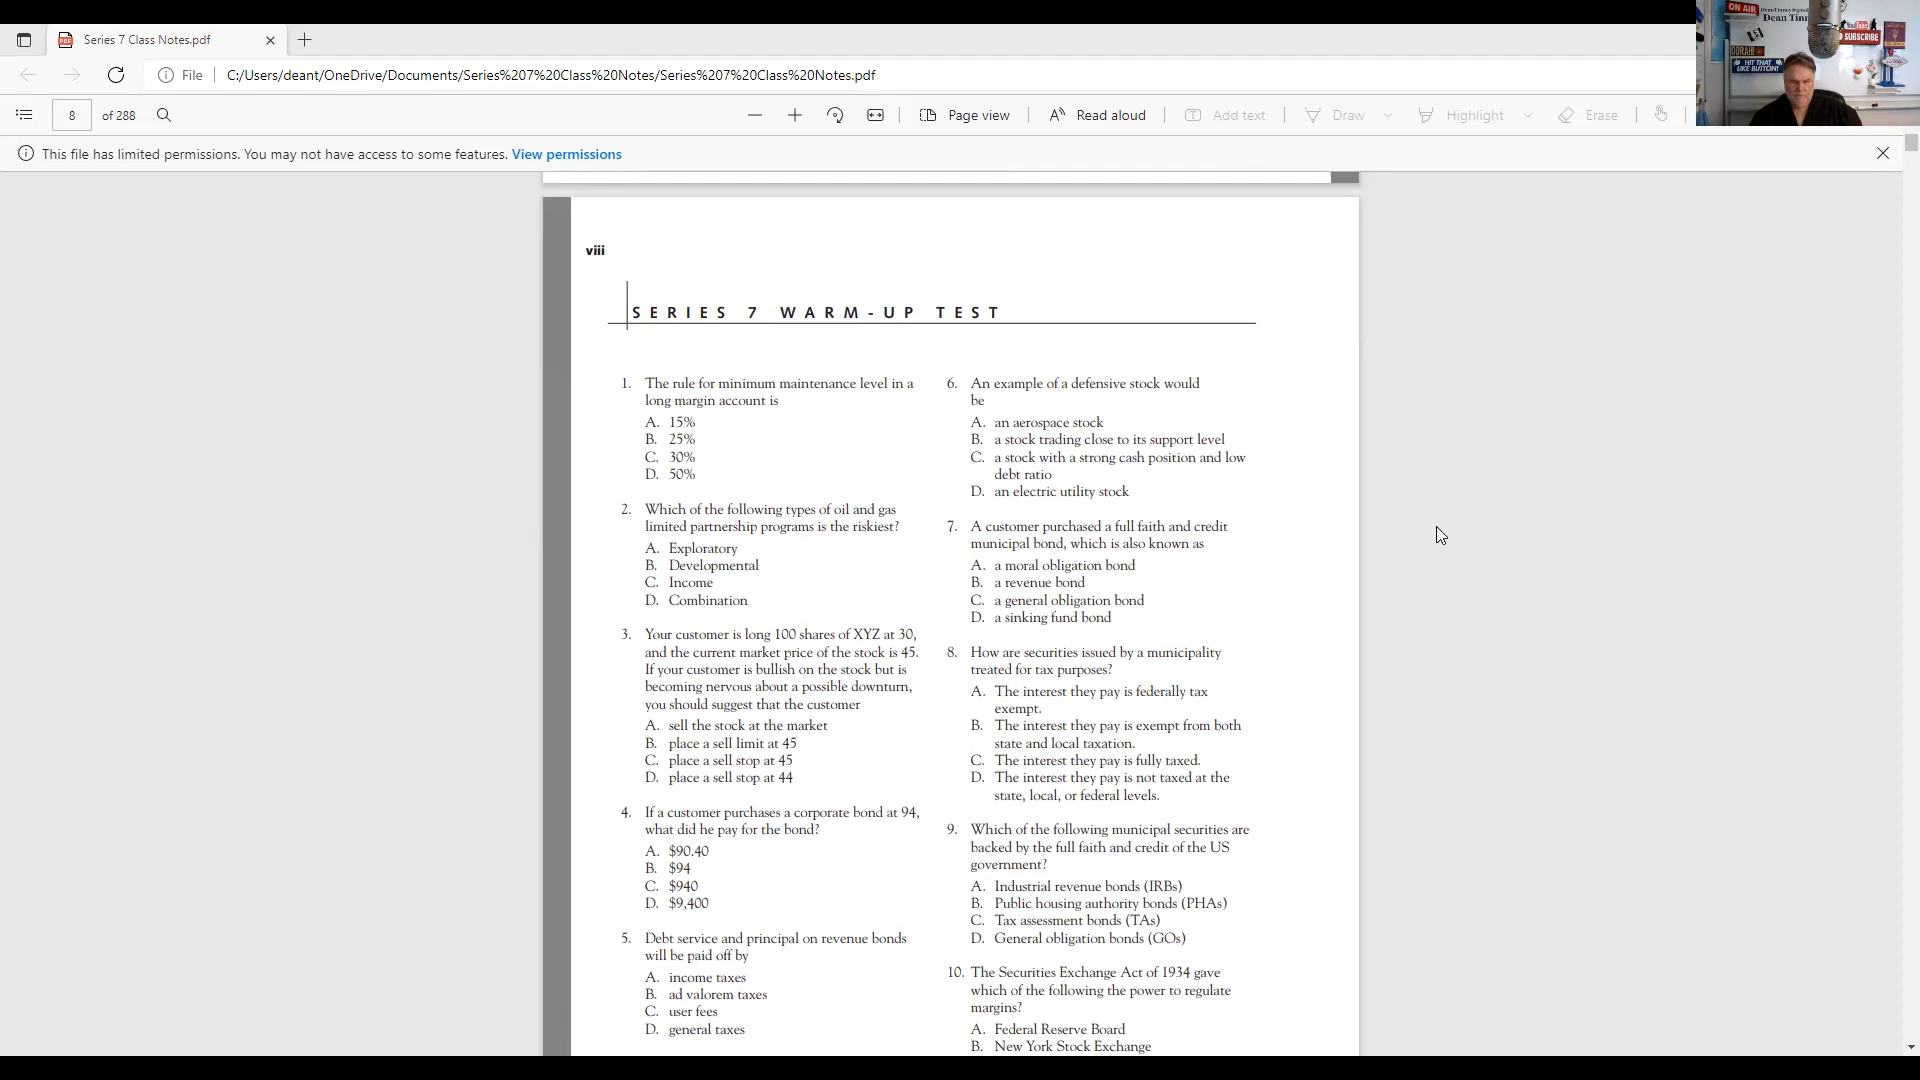 Series 7 Class Notes.pdf
File
C:/Users/deant/OneDrive/Documents/Series%207%20Class%20Notes/Series%207%20Class%20Notes.pdf
8 of 288
Page view
Read aloud
Add text
Draw
Highlight
Erase
This file has limited permissions. You may not have access to some features. View permissions
ON AIR
Dean Tinn
YouTube
SUBSCRIBE
OORAH!
HIT THAT
LIKE BUTTON!
viii
SERIES 7 WARM-UP TEST
1. The rule for minimum maintenance level in a
long margin account is
A. 15%
B. 25%
C. 30%
D. 50%
2. Which of the following types of oil and gas
limited partnership programs is the riskiest?
A. Exploratory
B. Developmental
C. Income
D. Combination
3. Your customer is long 100 shares of XYZ at 30,
and the current market price of the stock is 45.
If your customer is bullish on the stock but is
becoming nervous about a possible downturn,
you should suggest that the customer
A. sell the stock at the market
B. place a sell limit at 45
C. place a sell stop at 45
D. place a sell stop at 44
4. If a customer purchases a corporate bond at 94,
what did he pay for the bond?
A. $90.40
B. $94
C. $940
D. $9,400
5. Debt service and principal on revenue bonds
will be paid off by
A. income taxes
B. ad valorem taxes
C. user fees
D. general taxes
6. An example of a defensive stock would
be
A. an aerospace stock
B. a stock trading close to its support level
C. a stock with a strong cash position and low
debt ratio
D. an electric utility stock
7. A customer purchased a full faith and credit
municipal bond, which is also known as
A. a moral obligation bond
B. a revenue bond
C. a general obligation bond
D. a sinking fund bond
8. How are securities issued by a municipality
treated for tax purposes?
A. The interest they pay is federally tax
exempt.
B. The interest they pay is exempt from both
state and local taxation.
C. The interest they pay is fully taxed.
D. The interest they pay is not taxed at the
state, local, or federal levels.
9. Which of the following municipal securities are
backed by the full faith and credit of the US
government?
A. Industrial revenue bonds (IRBs)
B. Public housing authority bonds (PHAs)
C. Tax assessment bonds (TAs)
D. General obligation bonds (GOs)
10. The Securities Exchange Act of 1934 gave
which of the following the power to regulate
margins?
A. Federal Reserve Board
B. New York Stock Exchange